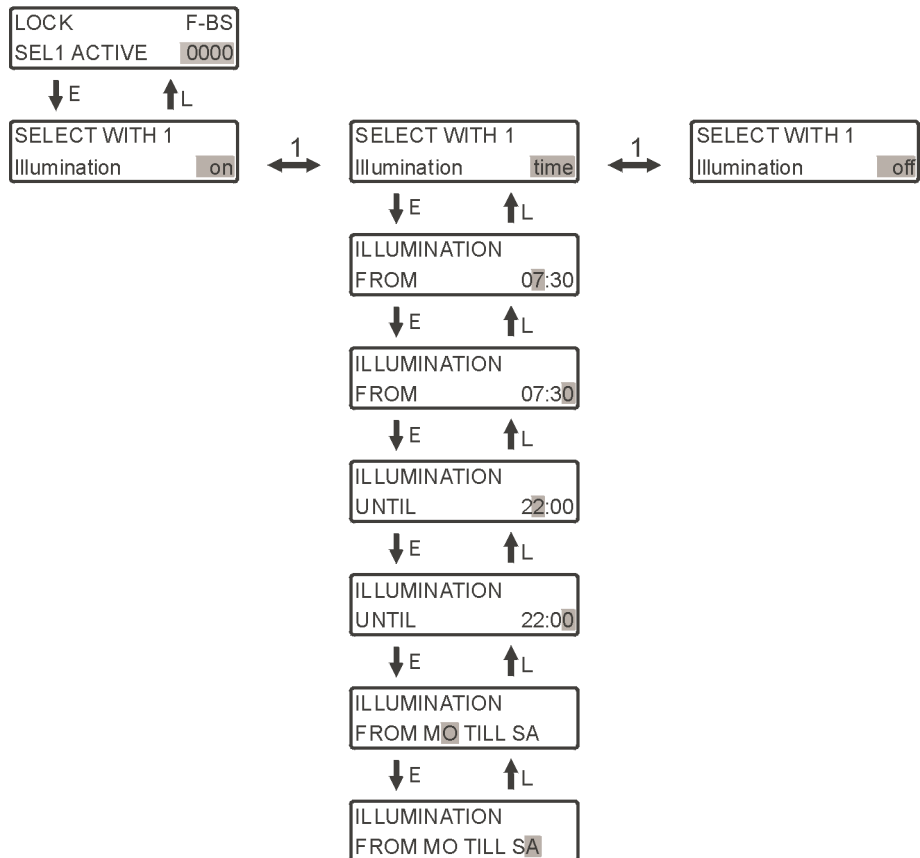 LOCK F-BS
SEL1 ACTIVE 0000
E L
SELECT WITH 1
Illumination on
1
SELECT WITH 1
Illumination time
1
SELECT WITH 1
Illumination off
E L
ILLUMINATION
FROM 07:30
E L
ILLUMINATION
FROM 07:30
E L
ILLUMINATION
UNTIL 22:00
E L
ILLUMINATION
UNTIL 22:00
E L
ILLUMINATION
FROM MO TILL SA
E L
ILLUMINATION
FROM MO TILL SA